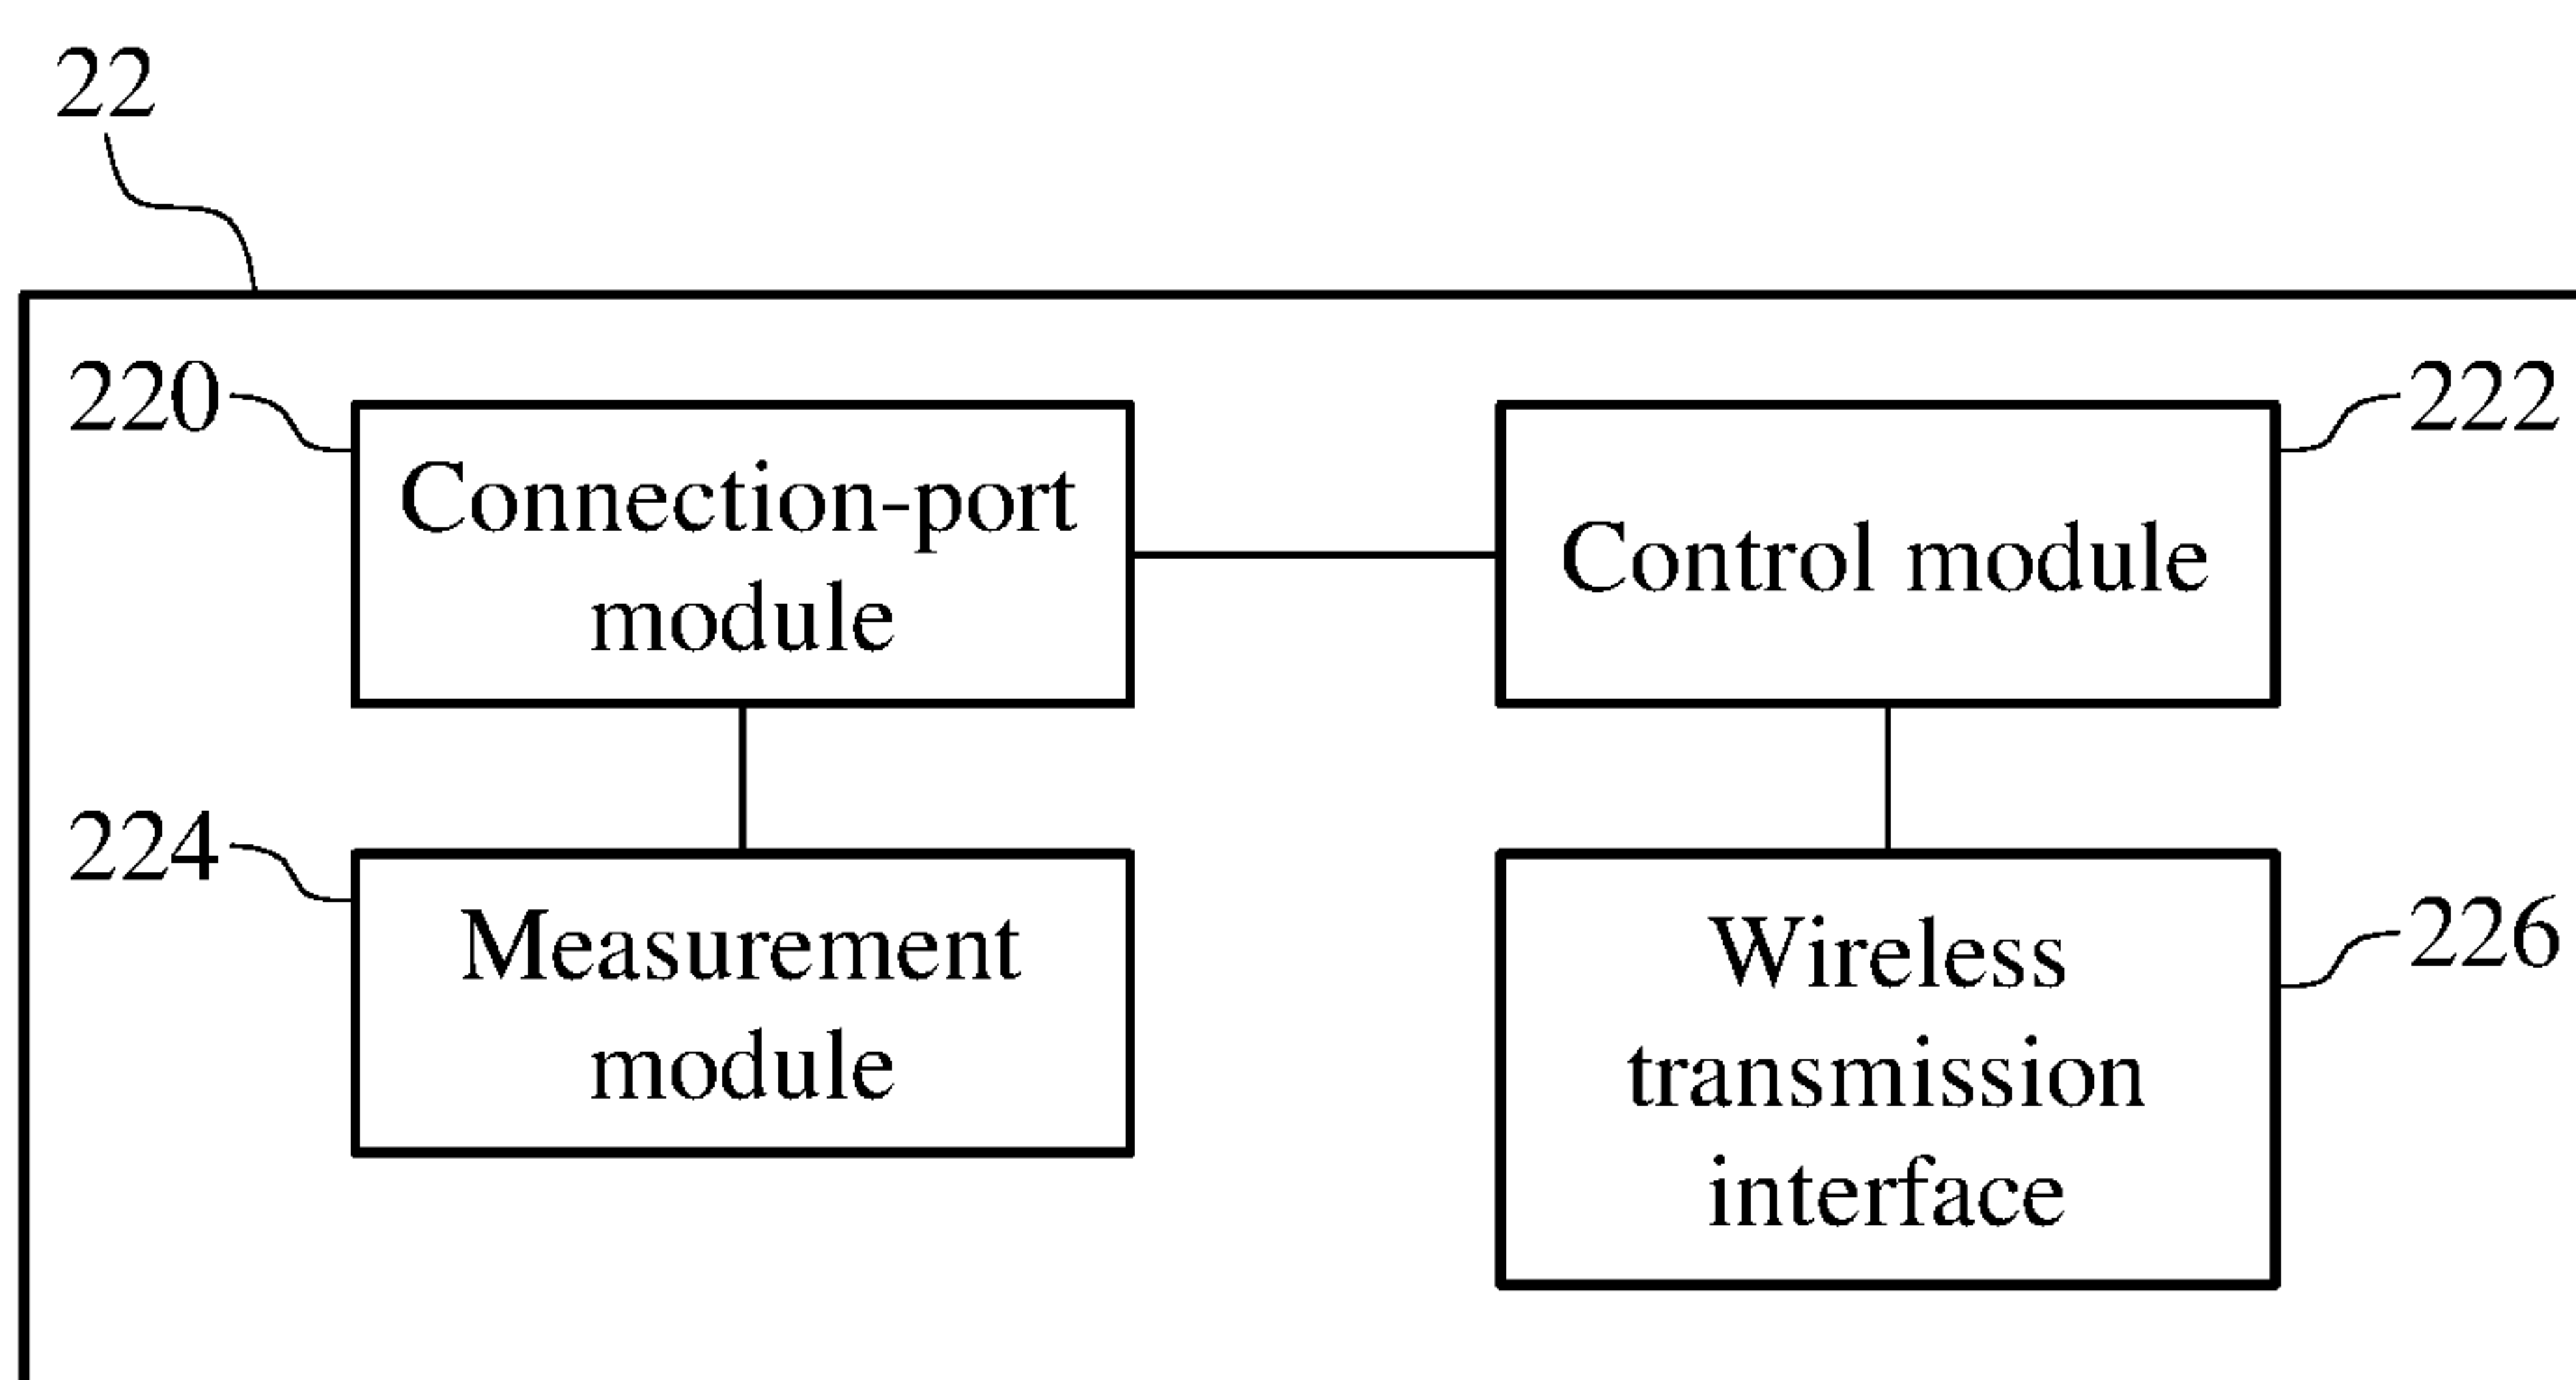 22
220
Connection-port
module
222
Control module
224
Measurement
module
226
Wireless
transmission
interface